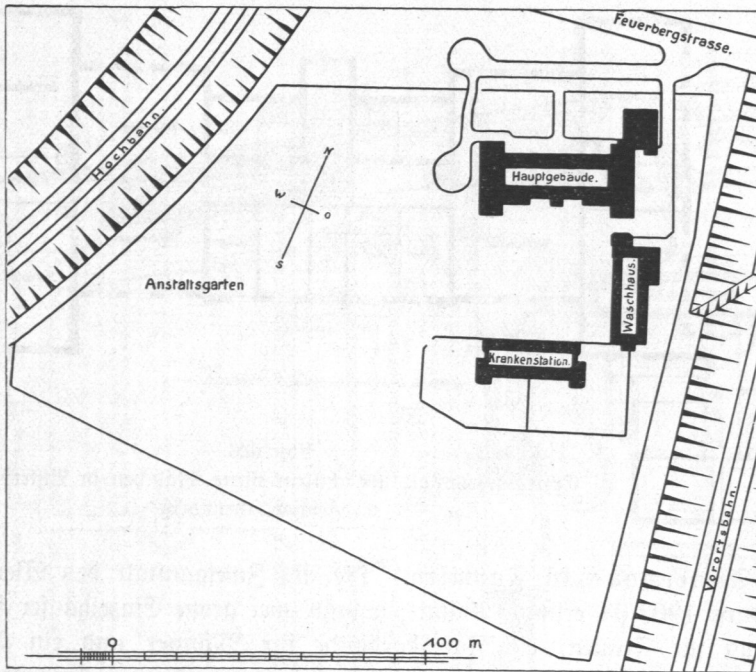 Feuerbergstrasse.
Hochbahn.
Hauptgebäude.
N
W
O
S
Anstaltsgarten
Waschhaus.
Krankenstation.
Vorortsbahn.
0 100 m